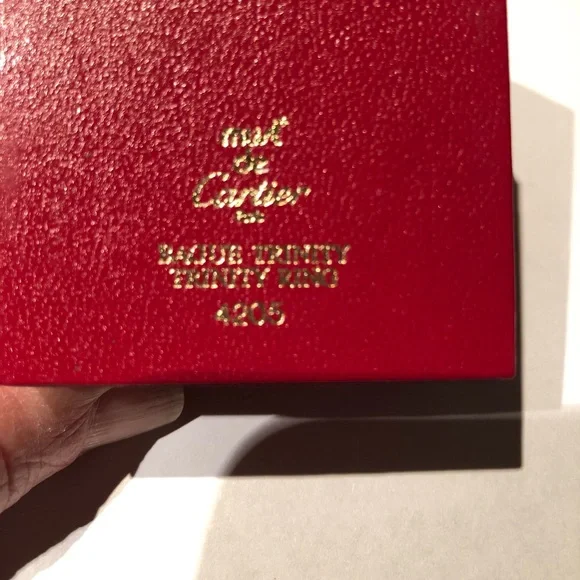 must
de
Cartier
BAGUE TRINITY
TRINITY RING
4205